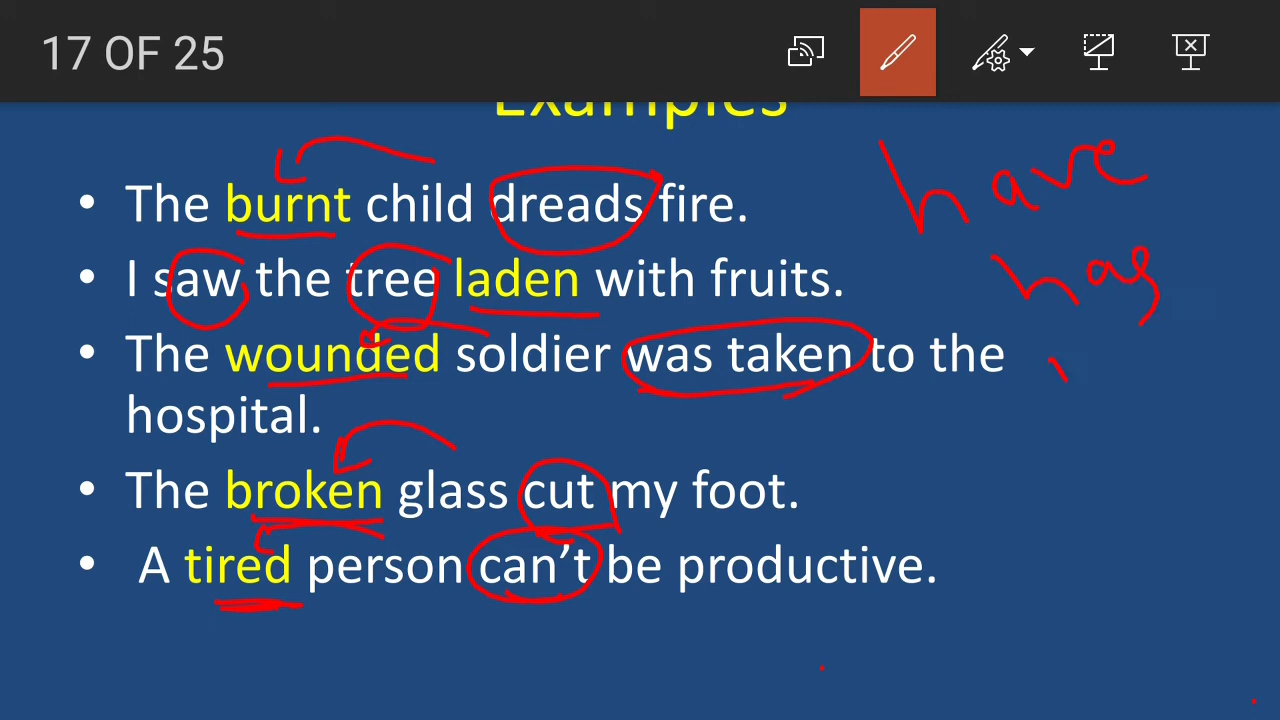 17 OF 25
Examples
• The burnt child dreads fire.
have
• I saw the tree laden with fruits.
has
• The wounded soldier was taken to the
hospital.
• The broken glass cut my foot.
• A tired person can't be productive.